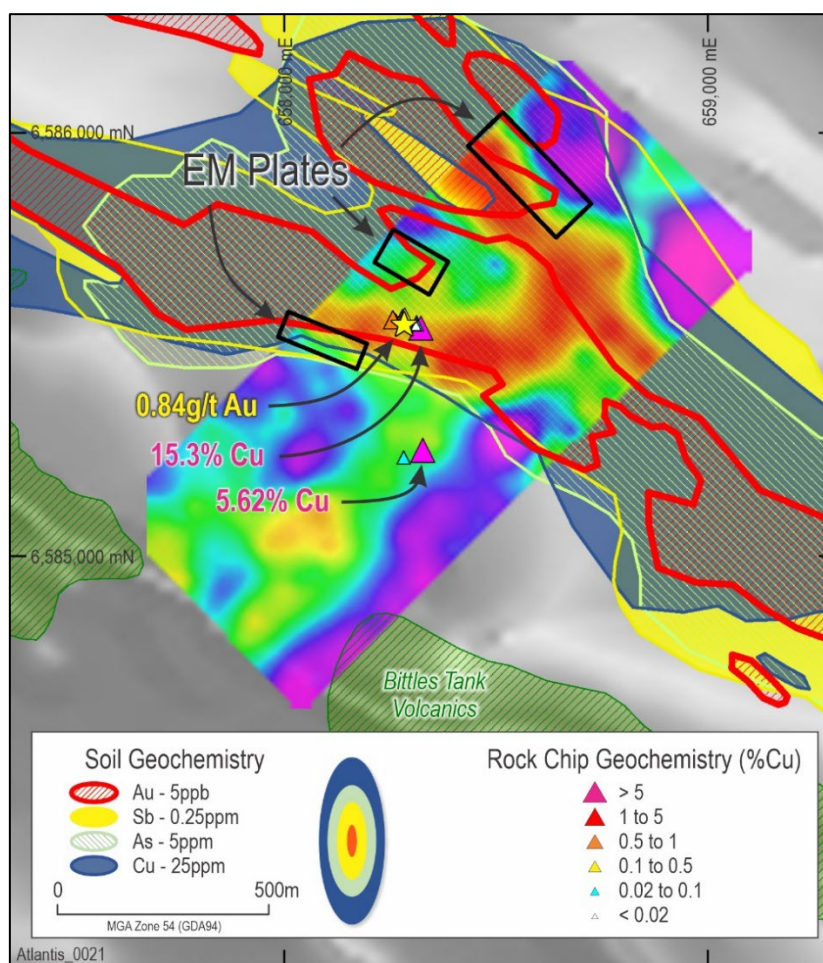 658,000 mE
659,000 mE
6,586,000 mN
EM Plates
0.84g/t Au
15.3% Cu
5.62% Cu
6,585,000 mN
Bittles Tank
Volcanics
Soil Geochemistry
Au - 5ppb
Sb - 0.25ppm
As - 5ppm
Cu - 25ppm
0 500m
MGA Zone 54 (GDA94)
Rock Chip Geochemistry (%Cu)
> 5
1 to 5
0.5 to 1
0.1 to 0.5
0.02 to 0.1
< 0.02
Atlantis_0021